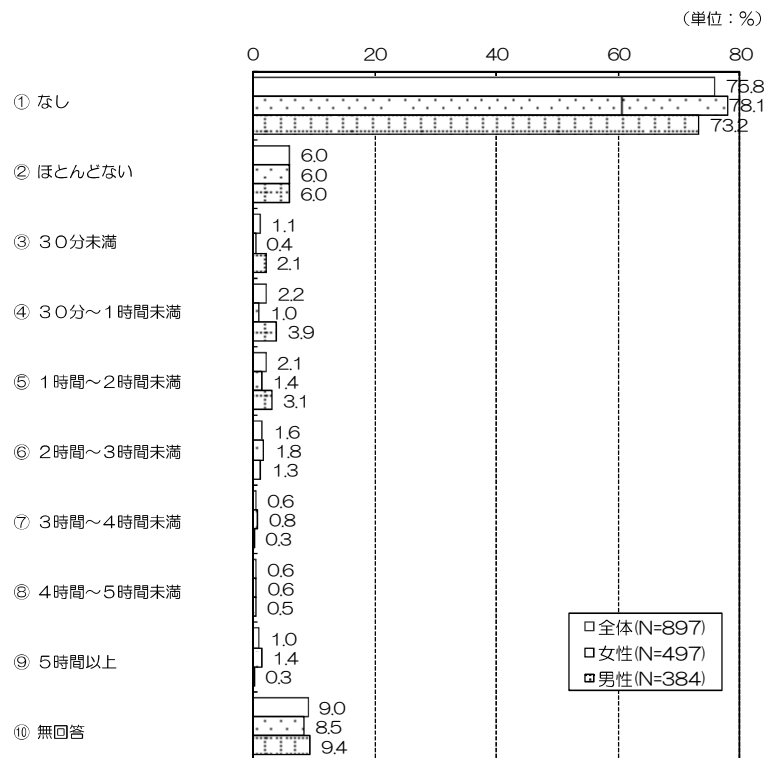 （単位：％）
0 20 40 60 80
① なし
75.8
78.1
73.2
② ほとんどない
6.0
6.0
6.0
③ ３０分未満
1.1
0.4
2.1
④ ３０分～１時間未満
2.2
1.0
3.9
⑤ １時間～２時間未満
2.1
1.4
3.1
⑥ ２時間～３時間未満
1.6
1.8
1.3
⑦ ３時間～４時間未満
0.6
0.8
0.3
⑧ ４時間～５時間未満
0.6
0.6
0.5
⑨ ５時間以上
1.0
1.4
0.3
⑩ 無回答
9.0
8.5
9.4
全体(N=897)
女性(N=497)
男性(N=384)